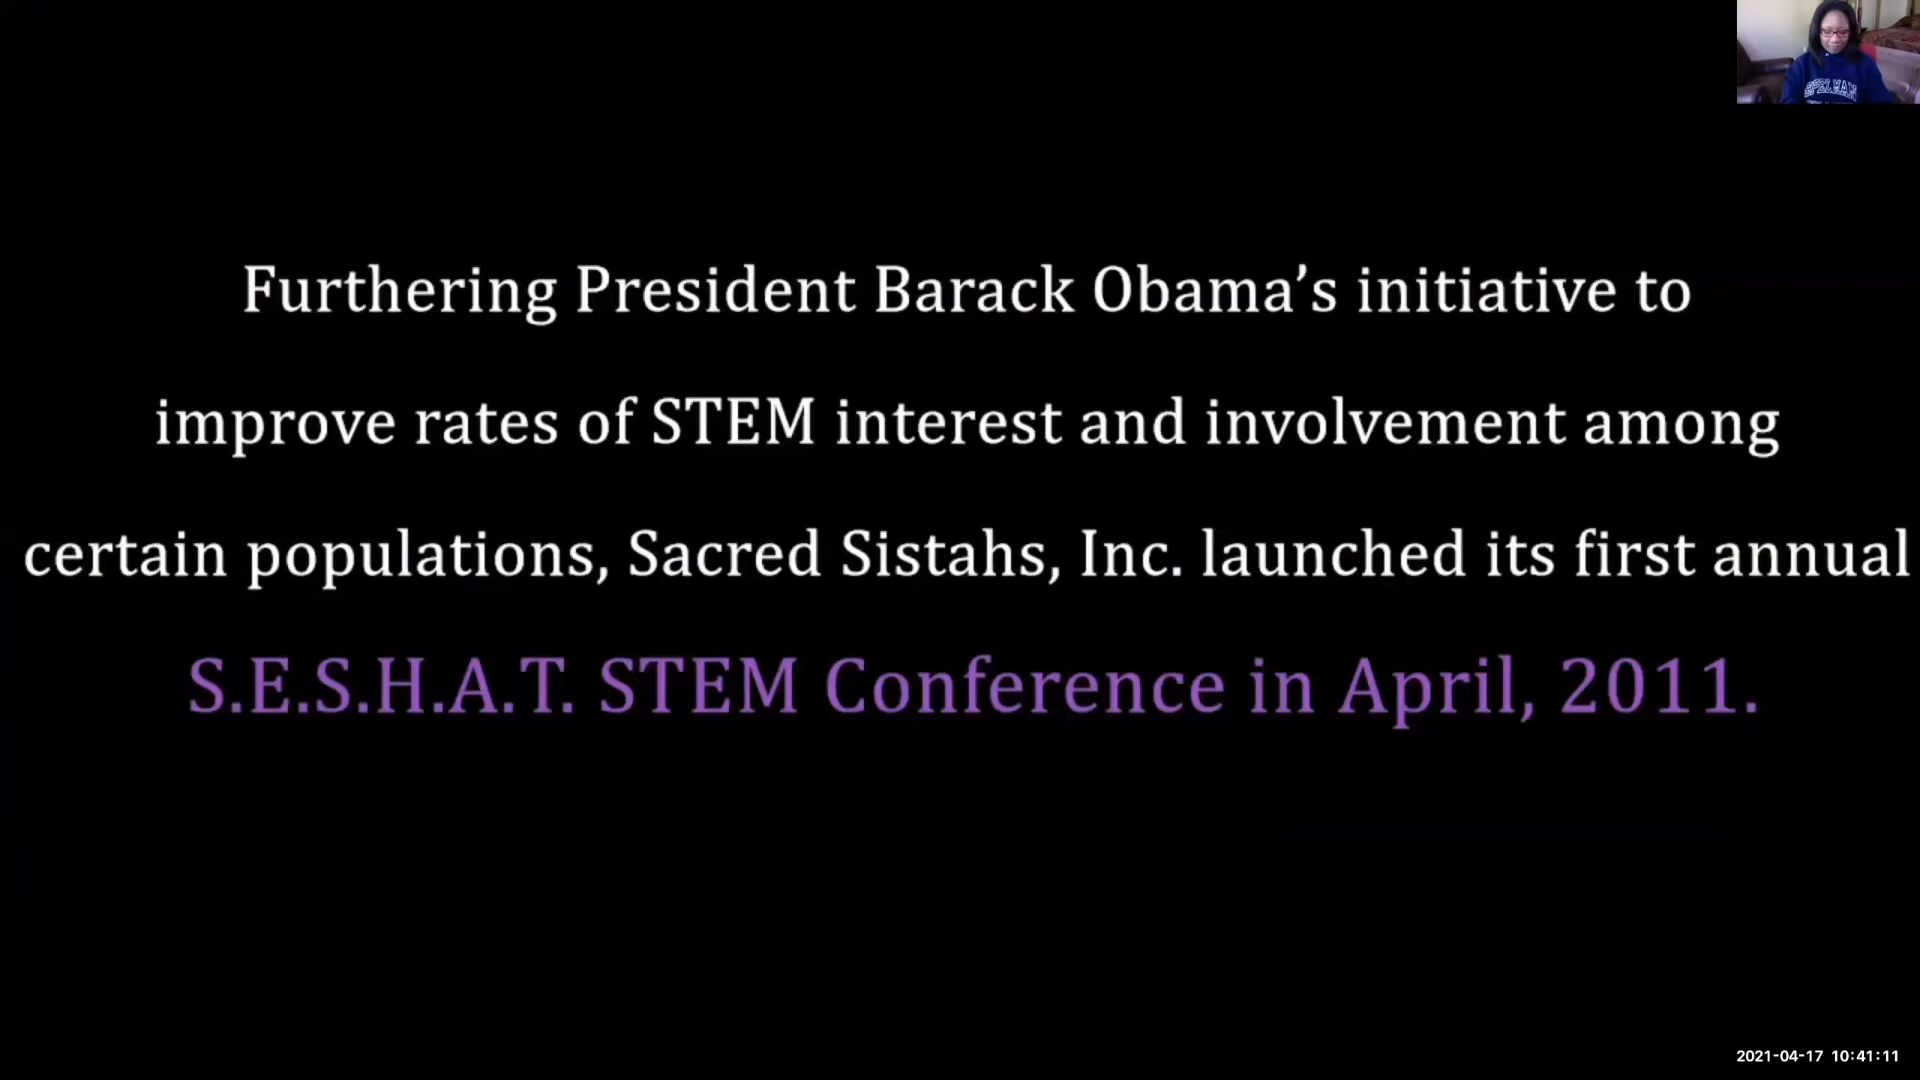 SPELMAN
Furthering President Barack Obama’s initiative to
improve rates of STEM interest and involvement among
certain populations, Sacred Sistahs, Inc. launched its first annual
S.E.S.H.A.T. STEM Conference in April, 2011.
2021-04-17 10:41:11